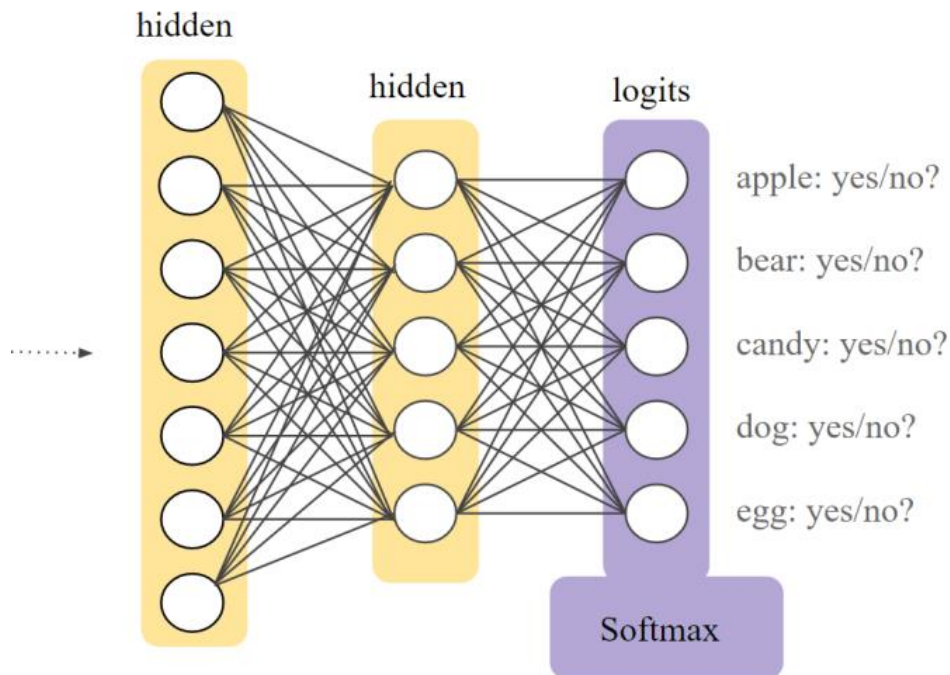 hidden
hidden
logits
apple: yes/no?
bear: yes/no?
candy: yes/no?
dog: yes/no?
egg: yes/no?
Softmax